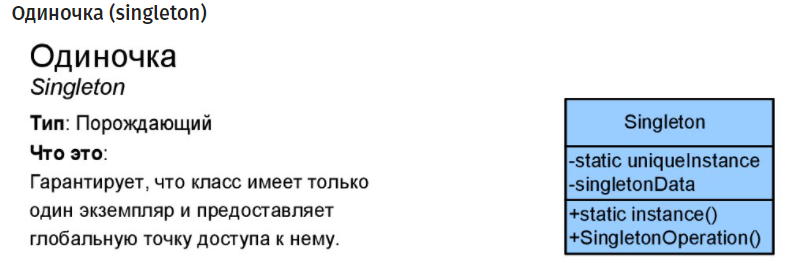 Одиночка (singleton)
Одиночка
Singleton
Тип: Порождающий
Что это:
Гарантирует, что класс имеет только
один экземпляр и предоставляет
глобальную точку доступа к нему.
Singleton
-static uniqueInstance
-singletonData
+static instance()
+SingletonOperation()